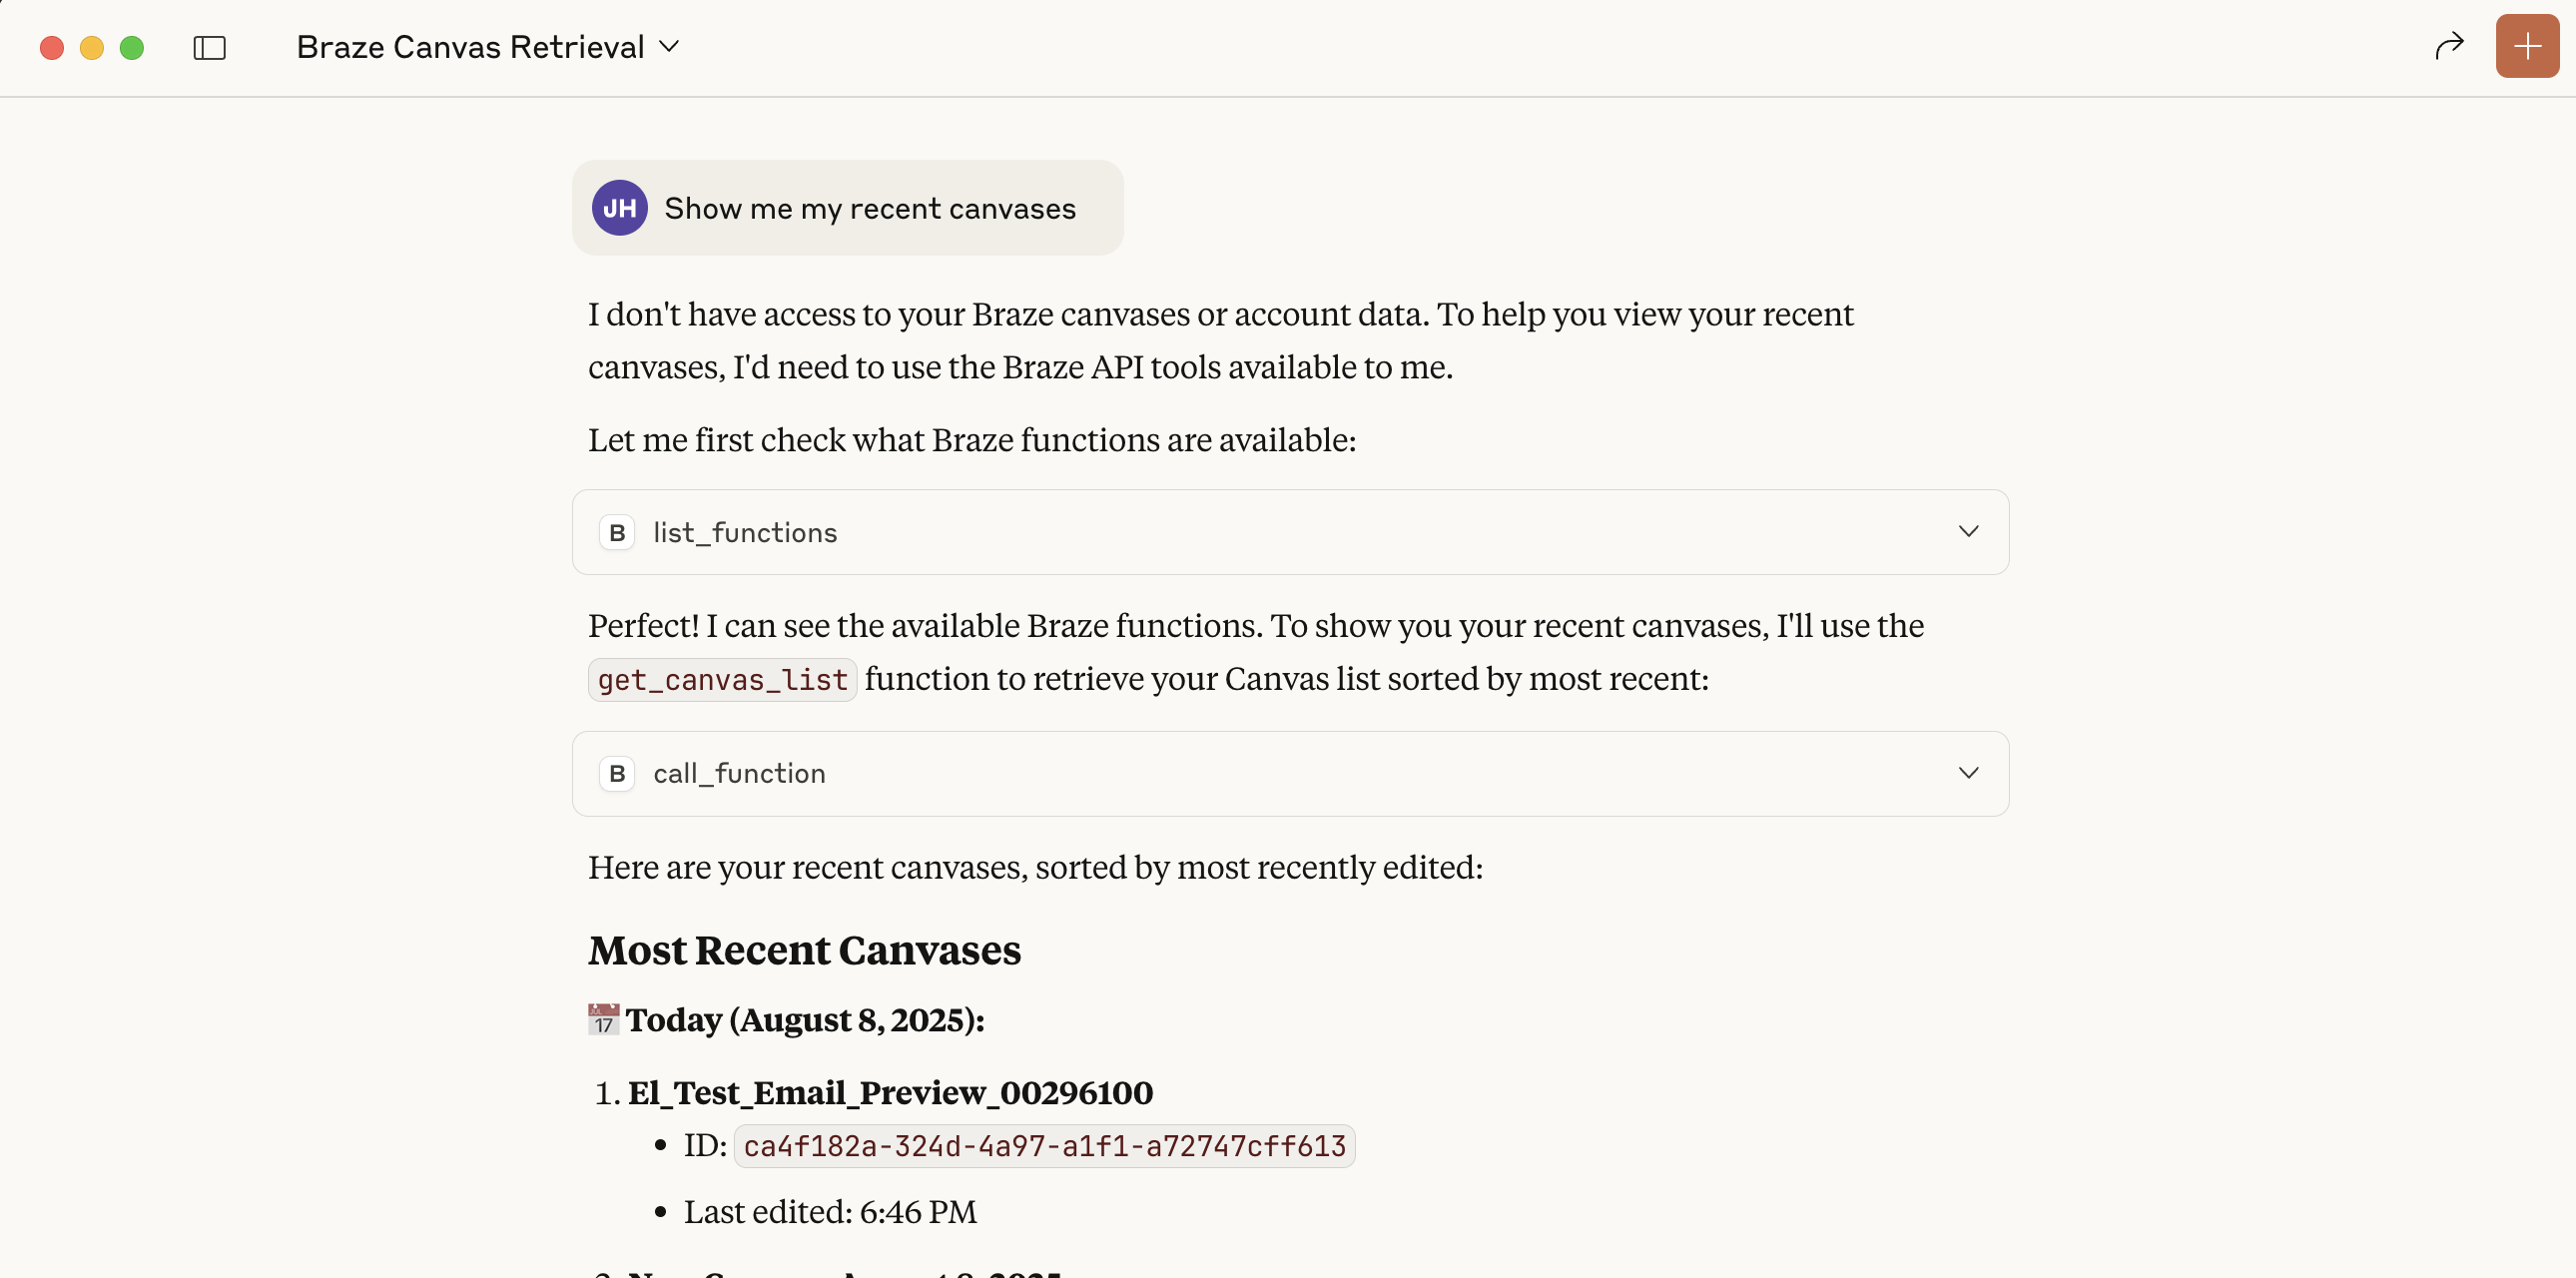 Braze Canvas Retrieval
JH Show me my recent canvases
I don't have access to your Braze canvases or account data. To help you view your recent
canvases, I'd need to use the Braze API tools available to me.
Let me first check what Braze functions are available:
B list_functions
Perfect! I can see the available Braze functions. To show you your recent canvases, I'll use the
get_canvas_list function to retrieve your Canvas list sorted by most recent:
B call_function
Here are your recent canvases, sorted by most recently edited:
Most Recent Canvases
JUL 17 Today (August 8, 2025):
1. El_Test_Email_Preview_00296100
• ID: ca4f182a-324d-4a97-a1f1-a72747cff613
• Last edited: 6:46 PM